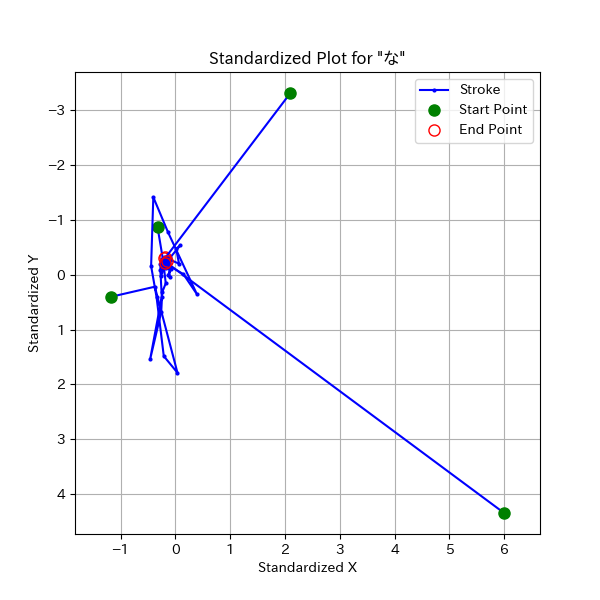 Standardized Plot for "な"
Stroke
Start Point
End Point
−3
−2
−1
0
1
2
3
4
Standardized Y
−1 0 1 2 3 4 5 6
Standardized X